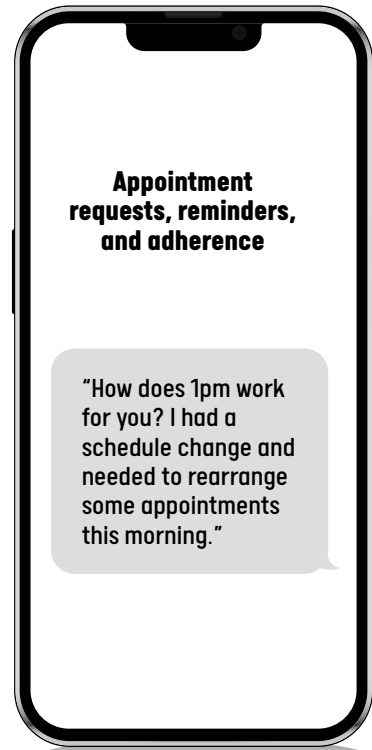 Appointment
requests, reminders,
and adherence
“How does 1pm work
for you? I had a
schedule change and
needed to rearrange
some appointments
this morning.”